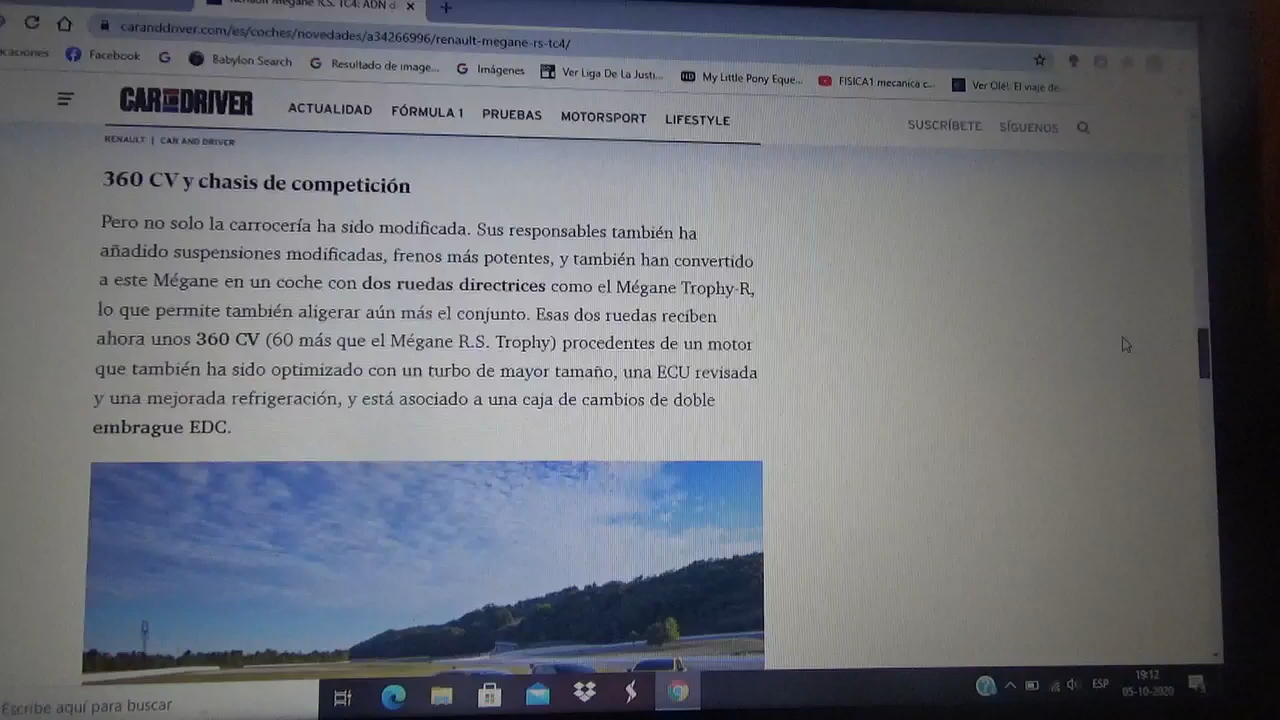 Renault Megane R.S. TC4: ADN d
caranddriver.com/es/coches/novedades/a34266996/renault-megane-rs-tc4/
caciones Facebook Babylon Search Resultado de image... Imágenes Ver Liga De La Justi... My Little Pony Eque... FISICA1 mecanica c... Ver Olé!. El viaje de
CAR AND DRIVER ACTUALIDAD FÓRMULA 1 PRUEBAS MOTORSPORT LIFESTYLE SUSCRÍBETE SÍGUENOS
RENAULT | CAR AND DRIVER
360 CV y chasis de competición
Pero no solo la carrocería ha sido modificada. Sus responsables también ha
añadido suspensiones modificadas, frenos más potentes, y también han convertido
a este Mégane en un coche con dos ruedas directrices como el Mégane Trophy-R,
lo que permite también aligerar aún más el conjunto. Esas dos ruedas reciben
ahora unos 360 CV (60 más que el Mégane R.S. Trophy) procedentes de un motor
que también ha sido optimizado con un turbo de mayor tamaño, una ECU revisada
y una mejorada refrigeración, y está asociado a una caja de cambios de doble
embrague EDC.
Escribe aquí para buscar
ESP
19:12
05-10-2020